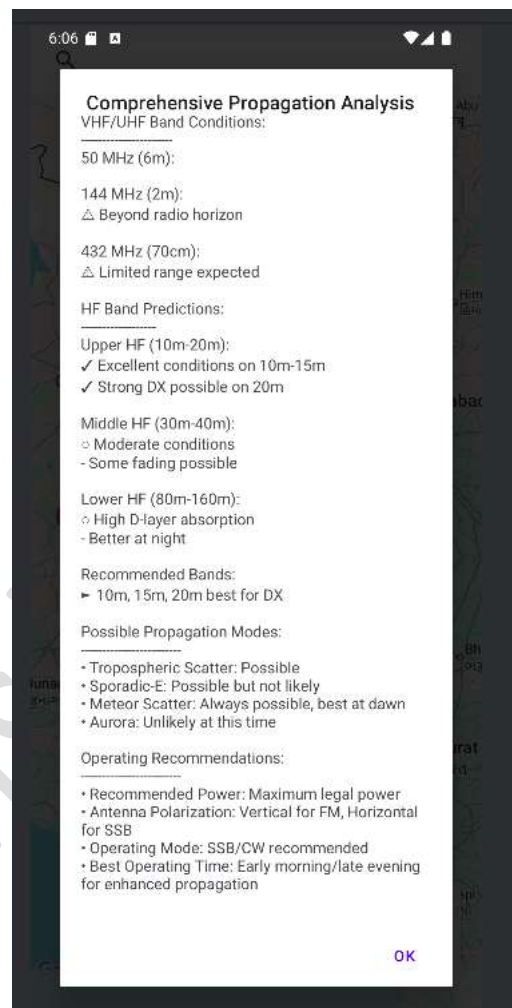 6:06
Comprehensive Propagation Analysis
VHF/UHF Band Conditions:
----------------------
50 MHz (6m):
144 MHz (2m):
⚠ Beyond radio horizon
432 MHz (70cm):
⚠ Limited range expected
HF Band Predictions:
------------------
Upper HF (10m-20m):
✓ Excellent conditions on 10m-15m
✓ Strong DX possible on 20m
Middle HF (30m-40m):
○ Moderate conditions
- Some fading possible
Lower HF (80m-160m):
○ High D-layer absorption
- Better at night
Recommended Bands:
► 10m, 15m, 20m best for DX
Possible Propagation Modes:
------------------------
• Tropospheric Scatter: Possible
• Sporadic-E: Possible but not likely
• Meteor Scatter: Always possible, best at dawn
• Aurora: Unlikely at this time
Operating Recommendations:
------------------------
• Recommended Power: Maximum legal power
• Antenna Polarization: Vertical for FM, Horizontal
for SSB
• Operating Mode: SSB/CW recommended
• Best Operating Time: Early morning/late evening
for enhanced propagation
OK